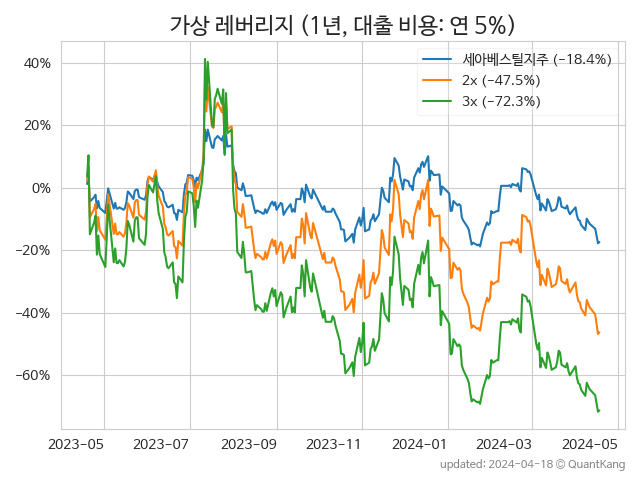 가상 레버리지 (1년, 대출 비용: 연 5%)
세아베스틸지주 (-18.4%)
2x (-47.5%)
3x (-72.3%)
40%
20%
0%
-20%
-40%
-60%
2023-05 2023-07 2023-09 2023-11 2024-01 2024-03 2024-05
updated: 2024-04-18 © QuantKang